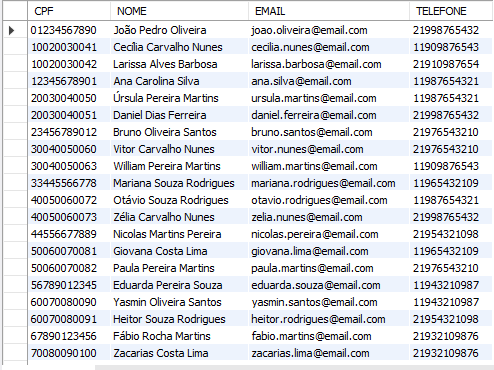 CPF NOME EMAIL TELEFONE
01234567890 João Pedro Oliveira joao.oliveira@email.com 21998765432
10020030041 Cecília Carvalho Nunes cecilia.nunes@email.com 11909876543
10020030042 Larissa Alves Barbosa larissa.barbosa@email.com 21910987654
12345678901 Ana Carolina Silva ana.silva@email.com 11987654321
20030040050 Úrsula Pereira Martins ursula.martins@email.com 11987654321
20030040051 Daniel Dias Ferreira daniel.ferreira@email.com 21998765432
23456789012 Bruno Oliveira Santos bruno.santos@email.com 21976543210
30040050060 Vitor Carvalho Nunes vitor.nunes@email.com 21976543210
30040050063 William Pereira Martins william.martins@email.com 11909876543
33445566778 Mariana Souza Rodrigues mariana.rodrigues@email.com 11965432109
40050060072 Otávio Souza Rodrigues otavio.rodrigues@email.com 11987654321
40050060073 Zélia Carvalho Nunes zelia.nunes@email.com 21998765432
44556677889 Nicolas Martins Pereira nicolas.pereira@email.com 21954321098
50060070081 Giovana Costa Lima giovana.lima@email.com 11965432109
50060070082 Paula Pereira Martins paula.martins@email.com 21976543210
56789012345 Eduarda Pereira Souza eduarda.souza@email.com 11943210987
60070080090 Yasmin Oliveira Santos yasmin.santos@email.com 11943210987
60070080091 Heitor Souza Rodrigues heitor.rodrigues@email.com 21954321098
67890123456 Fábio Rocha Martins fabio.martins@email.com 21932109876
70080090100 Zacarias Costa Lima zacarias.lima@email.com 21932109876